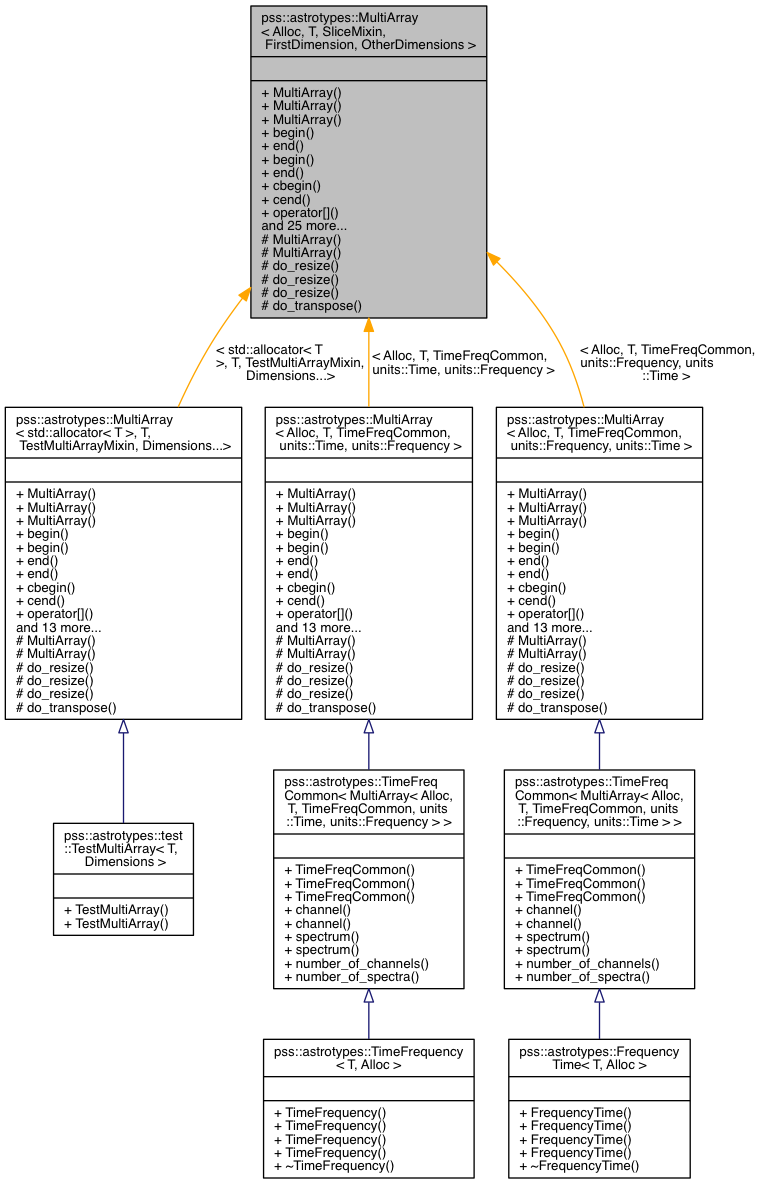 pss::astrotypes::MultiArray
< Alloc, T, SliceMixin,
FirstDimension, OtherDimensions >
+ MultiArray()
+ MultiArray()
+ MultiArray()
+ begin()
+ end()
+ begin()
+ end()
+ cbegin()
+ cend()
+ operator[]()
and 25 more...
# MultiArray()
# MultiArray()
# do_resize()
# do_resize()
# do_resize()
# do_transpose()
< std::allocator< T
>, T, TestMultiArrayMixin,
Dimensions...>
< Alloc, T, TimeFreqCommon,
units::Time, units::Frequency >
< Alloc, T, TimeFreqCommon,
units::Frequency, units
::Time >
pss::astrotypes::MultiArray
< std::allocator< T >, T,
TestMultiArrayMixin, Dimensions...>
+ MultiArray()
+ MultiArray()
+ MultiArray()
+ begin()
+ begin()
+ end()
+ end()
+ cbegin()
+ cend()
+ operator[]()
and 13 more...
# MultiArray()
# MultiArray()
# do_resize()
# do_resize()
# do_resize()
# do_transpose()
pss::astrotypes::MultiArray
< Alloc, T, TimeFreqCommon,
units::Time, units::Frequency >
+ MultiArray()
+ MultiArray()
+ MultiArray()
+ begin()
+ begin()
+ end()
+ end()
+ cbegin()
+ cend()
+ operator[]()
and 13 more...
# MultiArray()
# MultiArray()
# do_resize()
# do_resize()
# do_resize()
# do_transpose()
pss::astrotypes::MultiArray
< Alloc, T, TimeFreqCommon,
units::Frequency, units::Time >
+ MultiArray()
+ MultiArray()
+ MultiArray()
+ begin()
+ begin()
+ end()
+ end()
+ cbegin()
+ cend()
+ operator[]()
and 13 more...
# MultiArray()
# MultiArray()
# do_resize()
# do_resize()
# do_resize()
# do_transpose()
pss::astrotypes::test
::TestMultiArray< T,
Dimensions >
+ TestMultiArray()
+ TestMultiArray()
pss::astrotypes::TimeFreq
Common< MultiArray< Alloc,
T, TimeFreqCommon, units
::Time, units::Frequency > >
+ TimeFreqCommon()
+ TimeFreqCommon()
+ TimeFreqCommon()
+ channel()
+ channel()
+ spectrum()
+ spectrum()
+ number_of_channels()
+ number_of_spectra()
pss::astrotypes::TimeFreq
Common< MultiArray< Alloc,
T, TimeFreqCommon, units
::Frequency, units::Time > >
+ TimeFreqCommon()
+ TimeFreqCommon()
+ TimeFreqCommon()
+ channel()
+ channel()
+ spectrum()
+ spectrum()
+ number_of_channels()
+ number_of_spectra()
pss::astrotypes::TimeFrequency
< T, Alloc >
+ TimeFrequency()
+ TimeFrequency()
+ TimeFrequency()
+ TimeFrequency()
+ ~TimeFrequency()
pss::astrotypes::Frequency
Time< T, Alloc >
+ FrequencyTime()
+ FrequencyTime()
+ FrequencyTime()
+ FrequencyTime()
+ ~FrequencyTime()